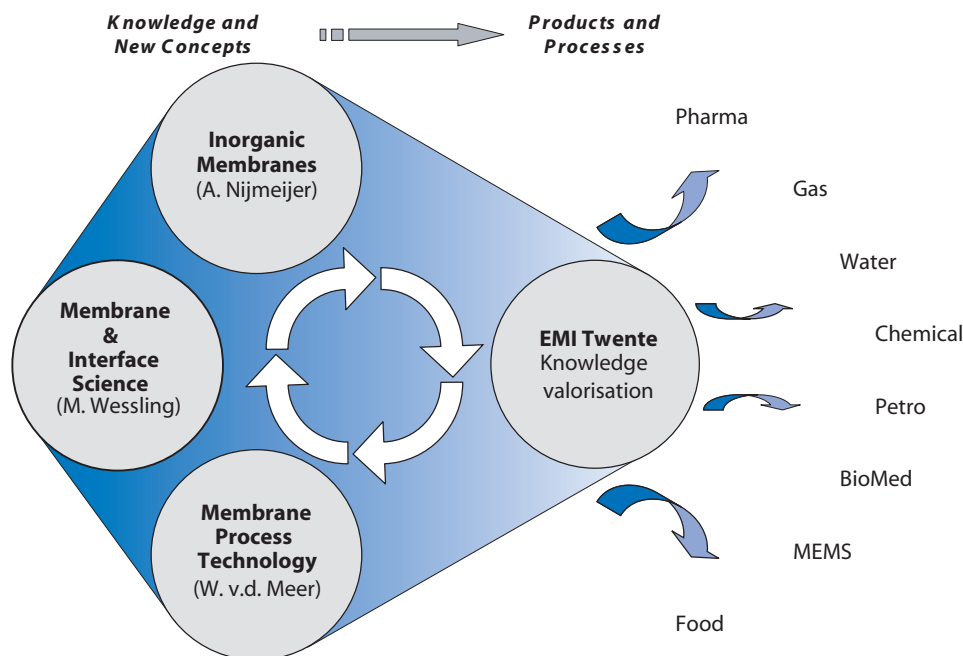 Knowledge and
New Concepts
Products and
Processes
Inorganic
Membranes
(A. Nijmeijer)
Membrane
&
Interface
Science
(M. Wessling)
Membrane
Process
Technology
(W. v.d. Meer)
EMI Twente
Knowledge
valorisation
Pharma
Gas
Water
Chemical
Petro
BioMed
MEMS
Food